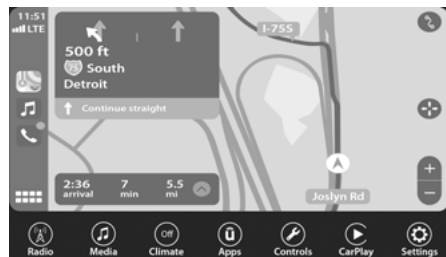 11:51
LTE
500 ft
75 South
Detroit
Continue straight
2:36 7 5.5
arrival min mi
I-75S
Joslyn Rd
+
−
Off
ū
Radio Media Climate Apps Controls CarPlay Settings